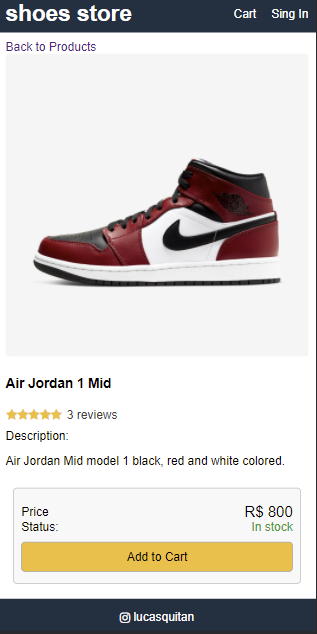 shoes store
Cart Sing In
Back to Products
Air Jordan 1 Mid
3 reviews
Description:
Air Jordan Mid model 1 black, red and white colored.
Price R$ 800
Status: In stock
Add to Cart
lucasquitan